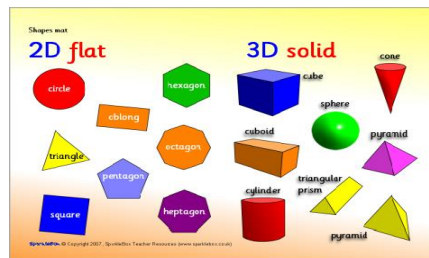 Shapes mat
2D flat
3D solid
circle
hexagon
oblong
triangle
octagon
pentagon
square
heptagon
cube
cone
sphere
cuboid
pyramid
triangular
prism
cylinder
pyramid
SparkleBox © Copyright 2007, SparkleBox Teacher Resources (www.sparklebox.co.uk)